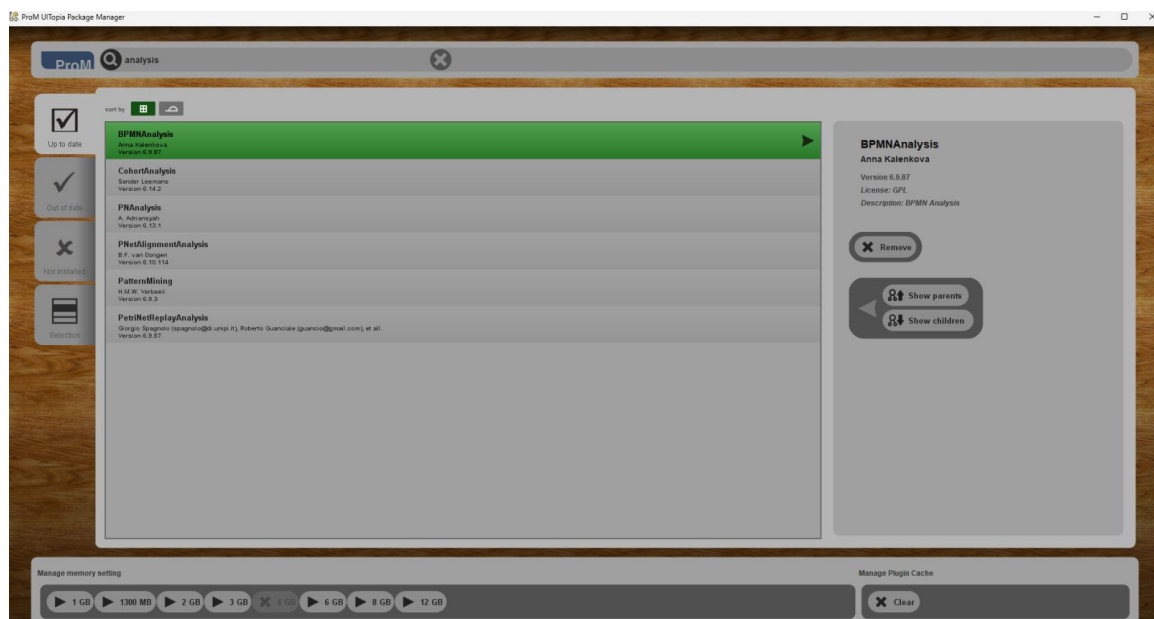 ProM UITopia Package Manager
ProM
analysis
Up to date
Out of date
Not installed
Selection
sort by
BPMNAnalysis
Anna Kalenkova
Version 6.9.87
CohortAnalysis
Sander Leemans
Version 6.14.2
PNAnalysis
A. Adriansyah
Version 6.13.1
PNetAlignmentAnalysis
B.F. van Dongen
Version 6.10.114
PatternMining
H.M.W. Verbeek
Version 6.9.3
PetriNetReplayAnalysis
Giorgio Spagnolo (spagnolo@di.unipi.it), Roberto Guanciale (guancio@gmail.com), et all.
Version 6.9.57
BPMNAnalysis
Anna Kalenkova
Version 6.9.87
License: GPL
Description: BPMN Analysis
Remove
Show parents
Show children
Manage memory setting
1 GB 1300 MB 2 GB 3 GB 4 GB 6 GB 8 GB 12 GB
Manage Plugin Cache
Clear